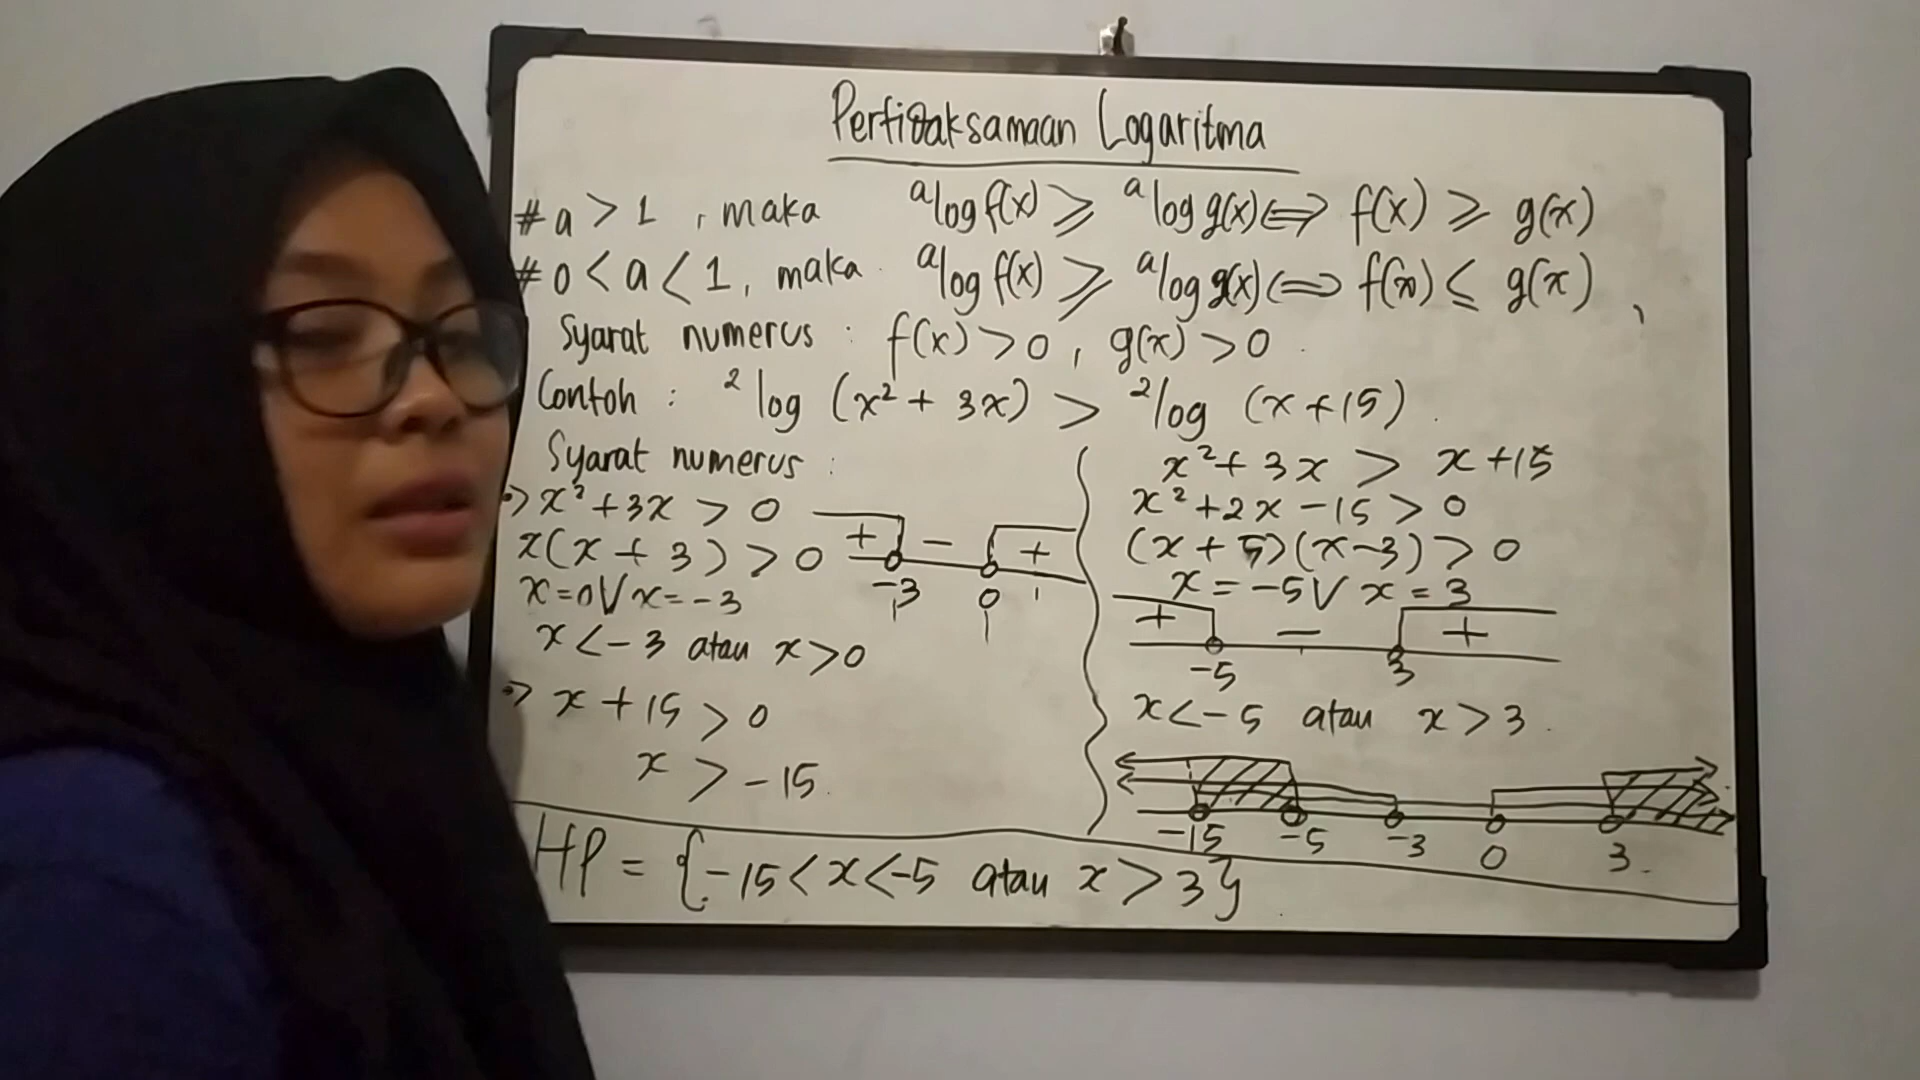 Pertidaksamaan Logaritma
# a > 1 , maka ᵃlog f(x) ≥ ᵃlog g(x) ⇔ f(x) ≥ g(x)
# 0 < a < 1, maka ᵃlog f(x) ≥ ᵃlog g(x) ⇔ f(x) ≤ g(x) ,
Syarat numerus : f(x) > 0 , g(x) > 0 .
Contoh : ²log (x² + 3x) > ²log (x + 15) .
Syarat numerus :
x² + 3x > 0
x(x + 3) > 0
x = 0 ∨ x = -3
+ - +
-3 0
x < -3 atau x > 0
x + 15 > 0
x > -15
x² + 3x > x + 15
x² + 2x - 15 > 0
(x + 5)(x - 3) > 0
x = -5 ∨ x = 3
+ - +
-5 3
x < -5 atau x > 3 .
-15 -5 -3 0 3 .
HP = {-15 < x < -5 atau x > 3} .